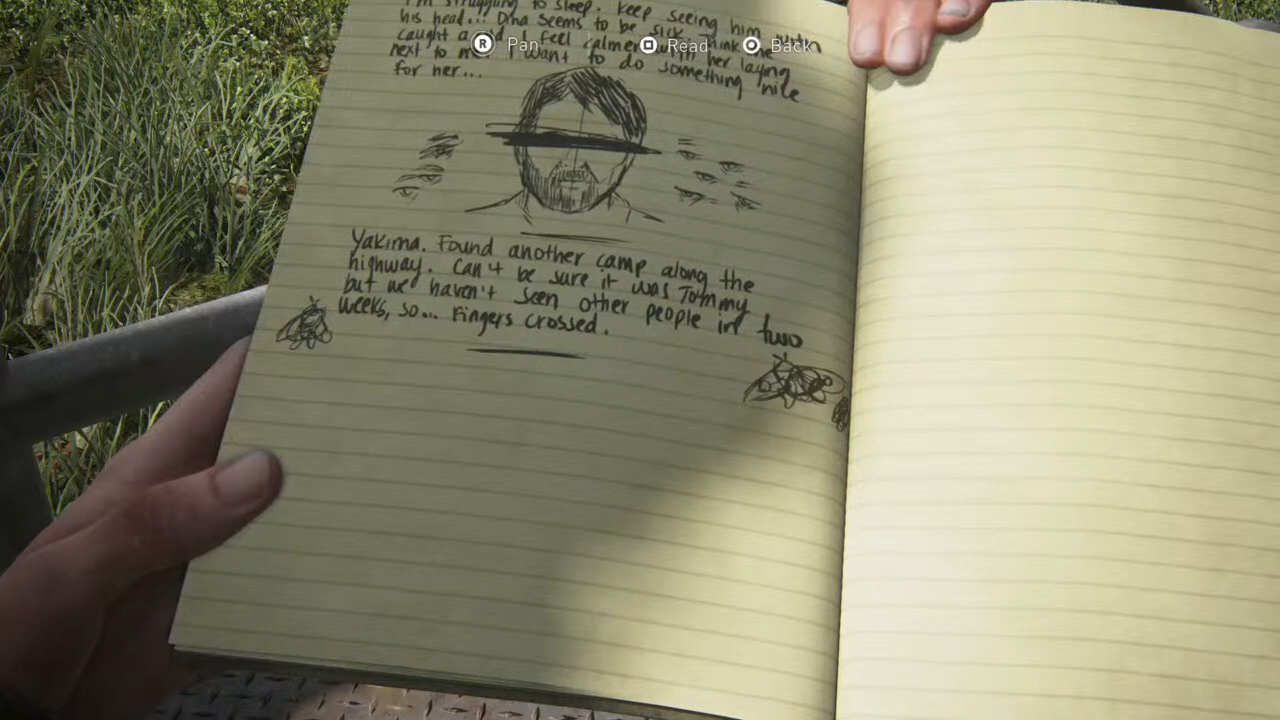 I'm struggling to sleep. Keep seeing him
his head... Dina seems to be sick. I think she
caught a cold. I feel calmer with her laying
next to me. I want to do something nice
for her...
Pan
Read
Back
Yakima. Found another camp along the
highway. Can't be sure it was Tommy
but we haven't seen other people in two
weeks, so... Fingers crossed.